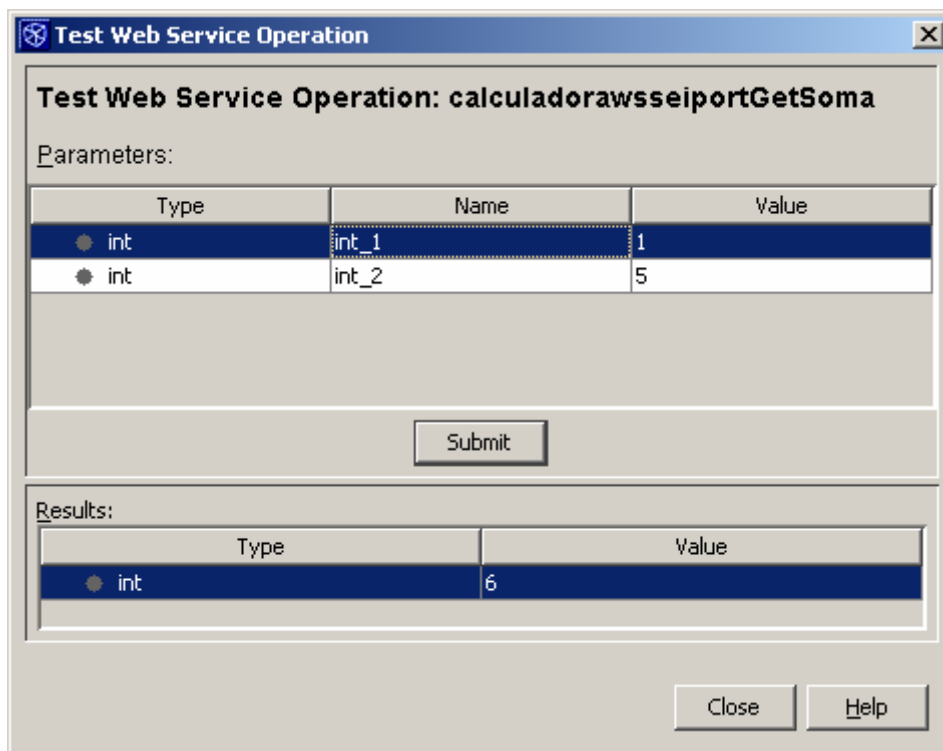 Test Web Service Operation
Test Web Service Operation: calculadorawsseiportGetSoma
Parameters:
Type Name Value
int int_1 1
int int_2 5
Submit
Results:
Type Value
int 6
Close Help